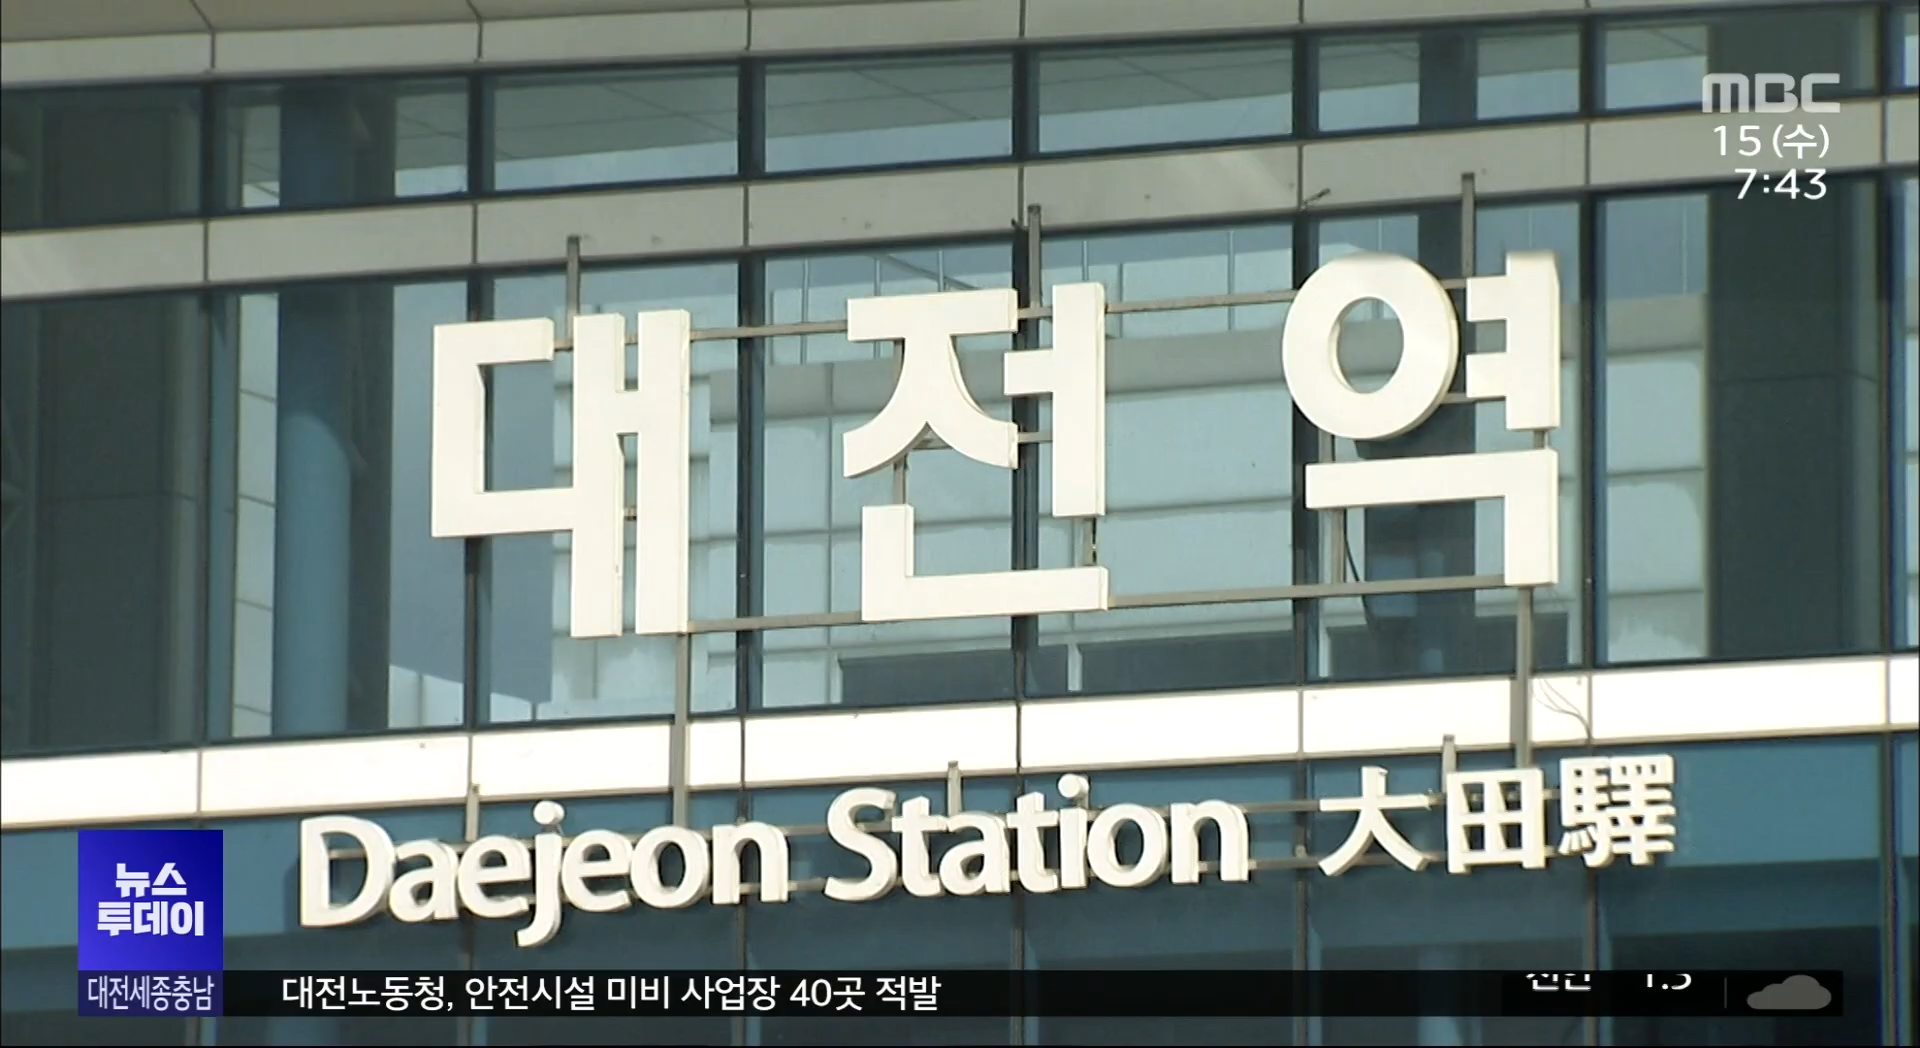 MBC
15(수)
7:43
대전역
Daejeon Station 大田驛
뉴스
투데이
대전세종충남
대전노동청, 안전시설 미비 사업장 40곳 적발